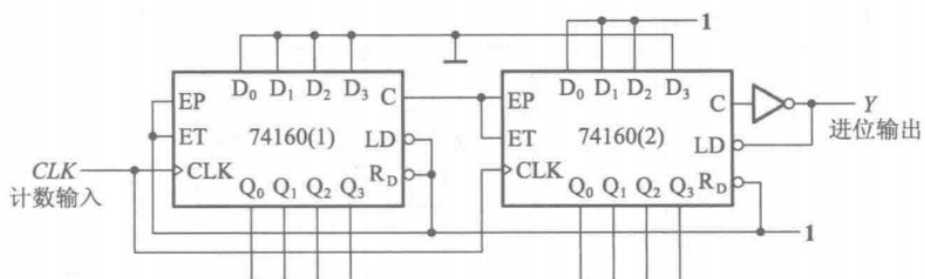 1
D₀ D₁ D₂ D₃ C
EP
ET 74160(1) LD
CLK R_D
Q₀ Q₁ Q₂ Q₃
D₀ D₁ D₂ D₃ C
EP
ET 74160(2) LD
CLK R_D
Q₀ Q₁ Q₂ Q₃
CLK
计数输入
Y
进位输出
1